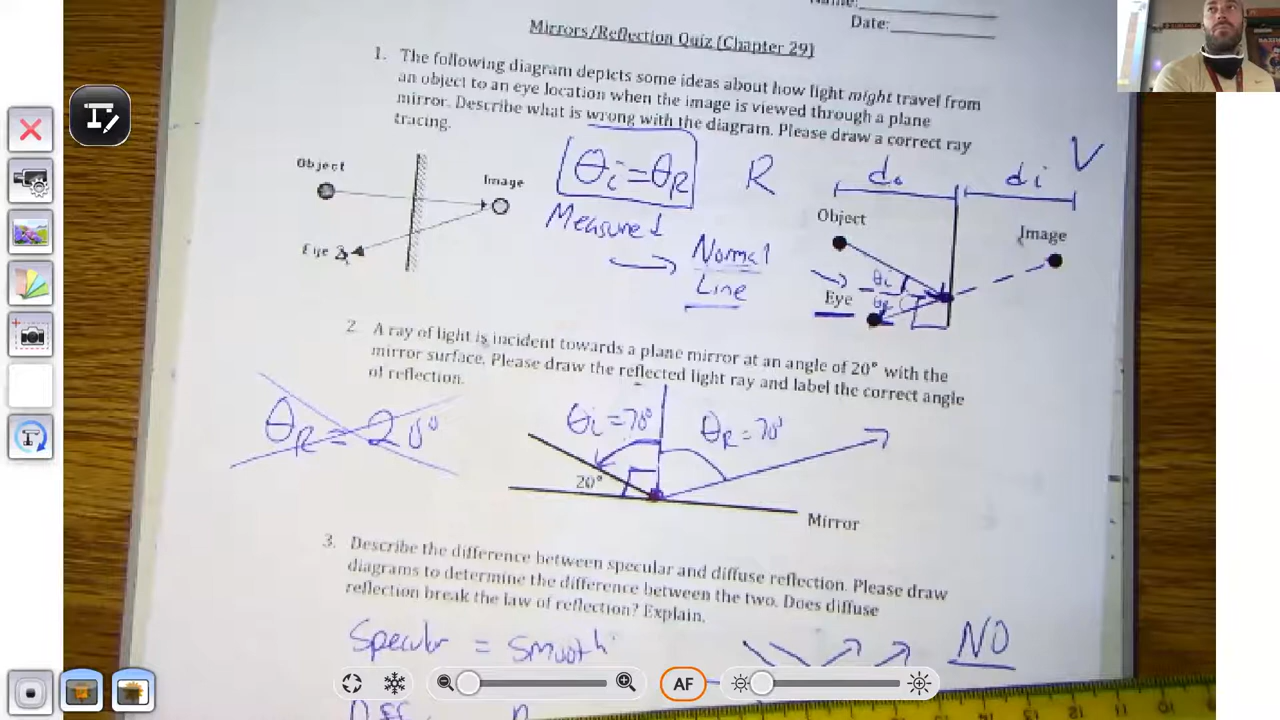 Name:
Date:
Mirrors/Reflection Quiz (Chapter 29)
1. The following diagram depicts some ideas about how light might travel from
an object to an eye location when the image is viewed through a plane
mirror. Describe what is wrong with the diagram. Please draw a correct ray
tracing.
Object
Image
Eye
θi=θR
Measured
→ Normal
Line
R
do
di
V
Object
Image
θi
θR
Eye
2. A ray of light is incident towards a plane mirror at an angle of 20° with the
mirror surface. Please draw the reflected light ray and label the correct angle
of reflection.
θR = 20°
θi=70°
θR=70°
20°
Mirror
3. Describe the difference between specular and diffuse reflection. Please draw
diagrams to determine the difference between the two. Does diffuse
reflection break the law of reflection? Explain.
Specular = Smooth
NO
AF